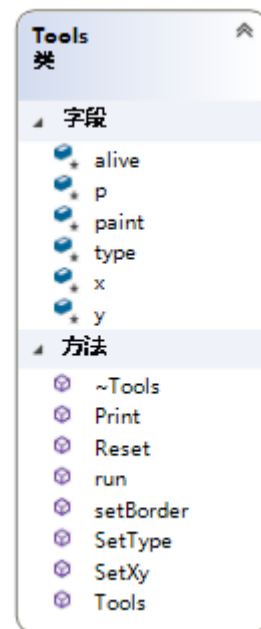 Tools
类
字段
alive
p
paint
type
x
y
方法
~Tools
Print
Reset
run
setBorder
SetType
SetXy
Tools